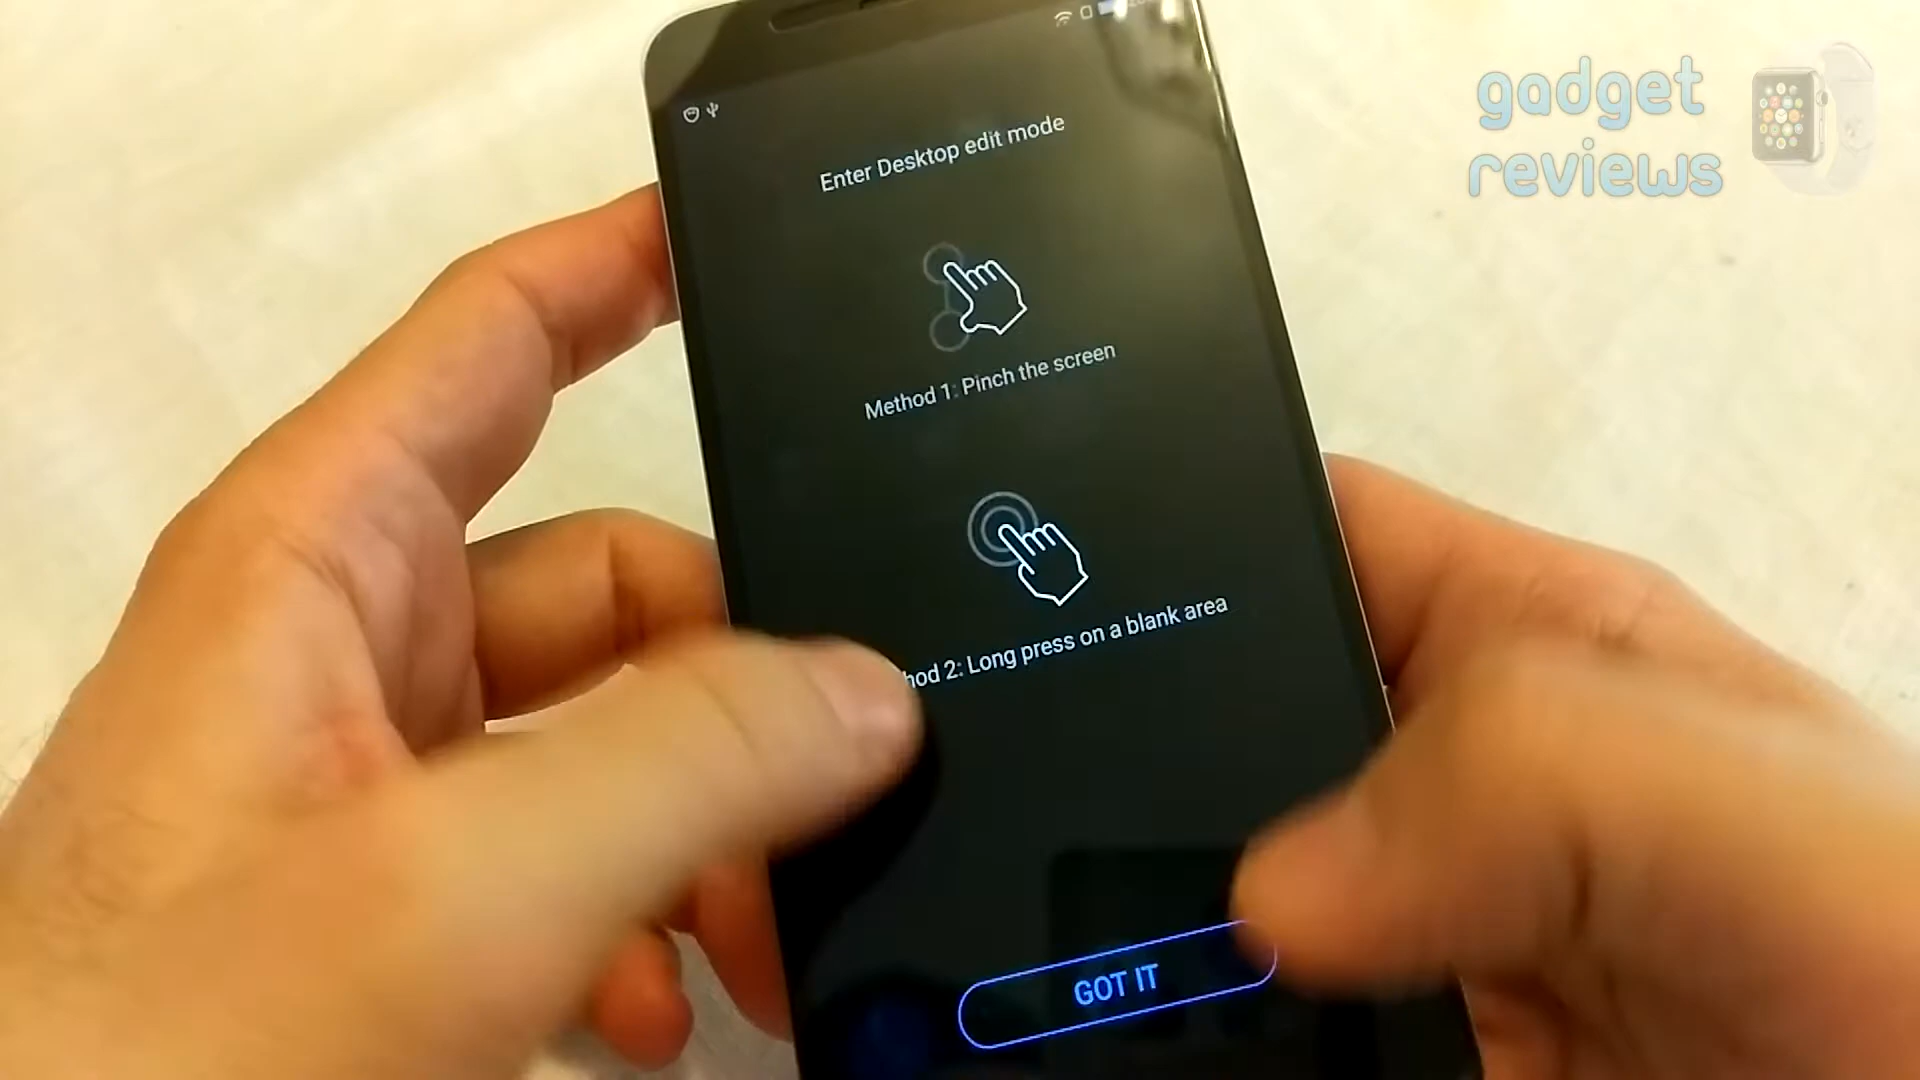 gadget
reviews
Enter Desktop edit mode
Method 1: Pinch the screen
hod 2: Long press on a blank area
GOT IT